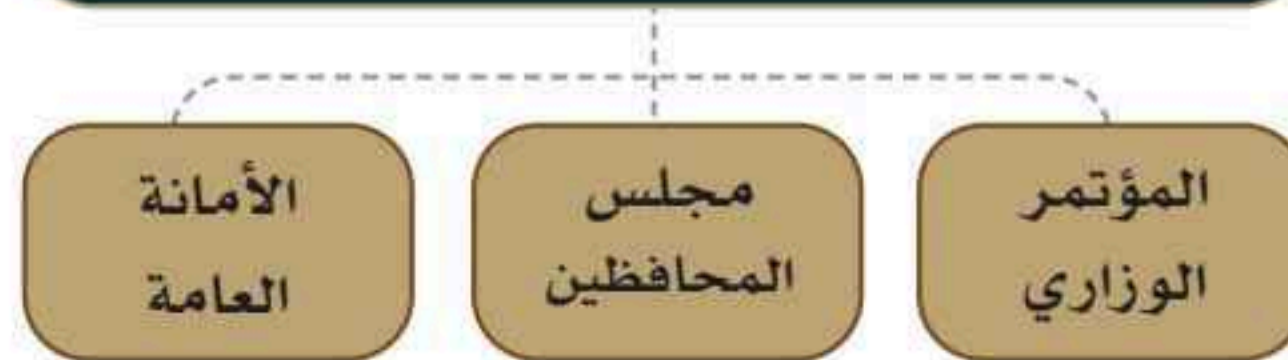 المؤتمر
الوزاري
مجلس
المحافظين
الأمانة
العامة